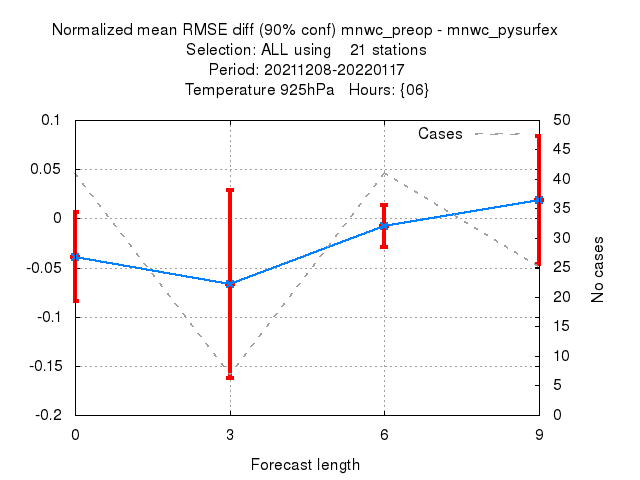 Normalized mean RMSE diff (90% conf) mnwc_preop - mnwc_pysurfex
Selection: ALL using    21 stations
Period: 20211208-20220117
Temperature 925hPa   Hours: {06}
0.1
0.05
0
-0.05
-0.1
-0.15
-0.2
Cases
50
45
40
35
30
25
20
15
10
5
0
No cases
0 3 6 9
Forecast length